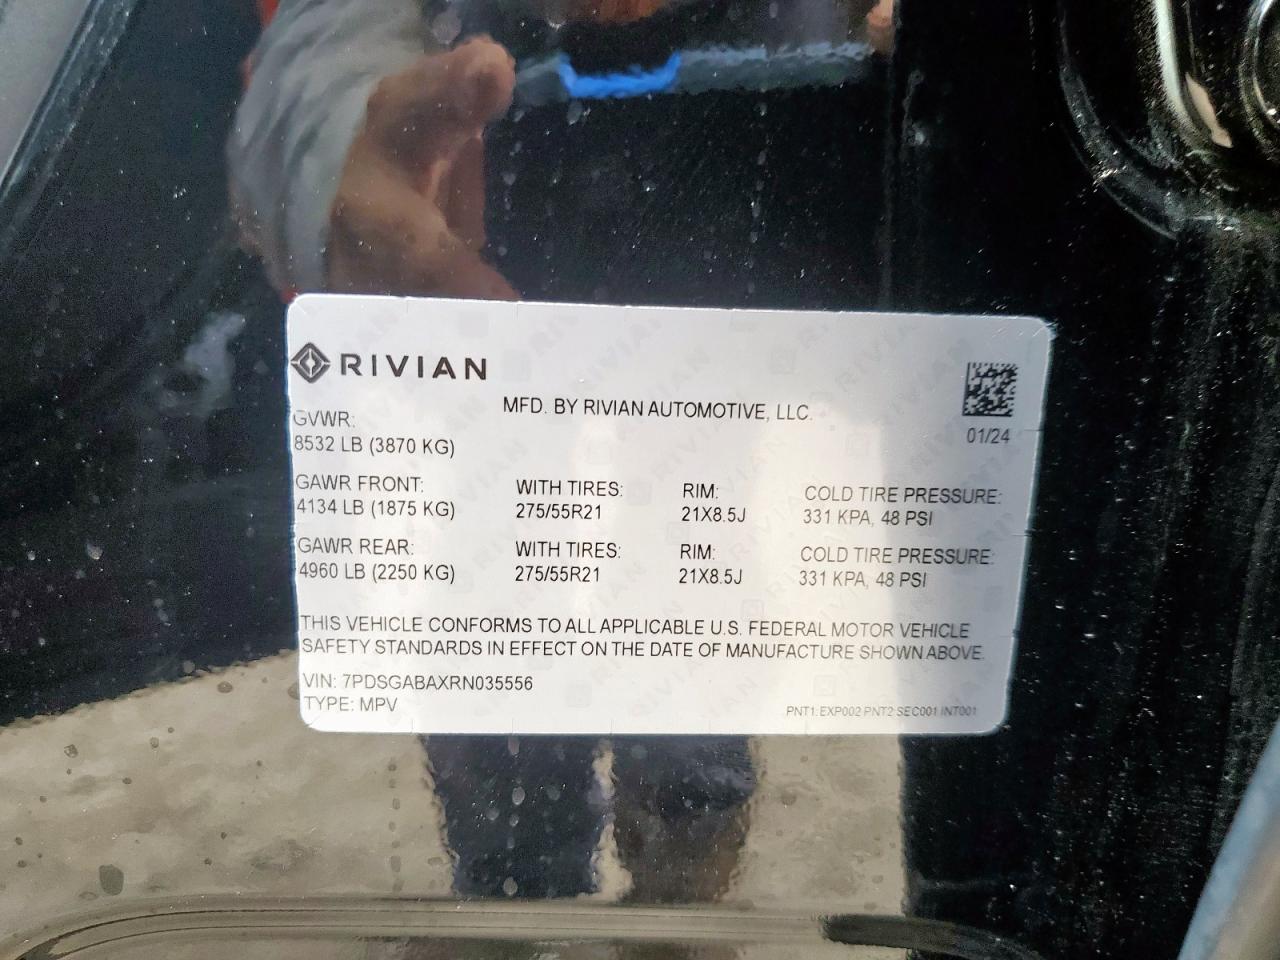 RIVIAN
MFD. BY RIVIAN AUTOMOTIVE, LLC.
01/24
GVWR:
8532 LB (3870 KG)
GAWR FRONT: WITH TIRES: RIM: COLD TIRE PRESSURE:
4134 LB (1875 KG) 275/55R21 21X8.5J 331 KPA, 48 PSI
GAWR REAR: WITH TIRES: RIM: COLD TIRE PRESSURE:
4960 LB (2250 KG) 275/55R21 21X8.5J 331 KPA, 48 PSI
THIS VEHICLE CONFORMS TO ALL APPLICABLE U.S. FEDERAL MOTOR VEHICLE
SAFETY STANDARDS IN EFFECT ON THE DATE OF MANUFACTURE SHOWN ABOVE.
VIN: 7PDSGABAXRN035556
TYPE: MPV
PNT1: EXP002 PNT2 SEC001 INT001